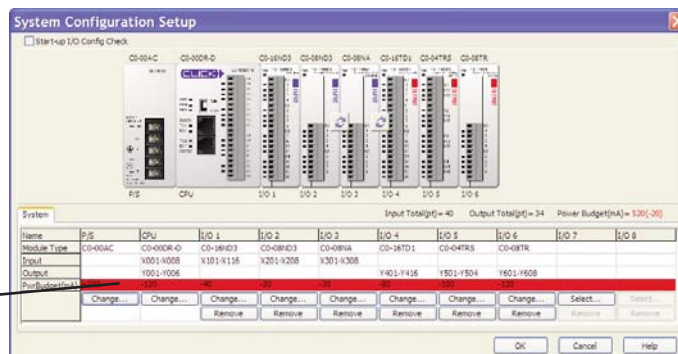 System Configuration Setup
Start-up I/O Config Check
C0-00AC C0-00DR-D C0-16ND3 C0-08ND3 C0-08NA C0-16TD1 C0-04TRS C0-08TR
CLICK
P/S CPU I/O 1 I/O 2 I/O 3 I/O 4 I/O 5 I/O 6
System Input Total(pt)= 40 Output Total(pt)= 34 Power Budget(mA)= 520(-20)
Name P/S CPU I/O 1 I/O 2 I/O 3 I/O 4 I/O 5 I/O 6 I/O 7 I/O 8
Module Type C0-00AC C0-00DR-D C0-16ND3 C0-08ND3 C0-08NA C0-16TD1 C0-04TRS C0-08TR
Input X001-X008 X101-X116 X201-X208 X301-X308
Output Y001-Y006 Y401-Y416 Y501-Y504 Y601-Y608
PwrBudget(mA) -120 -40 -30 -30 -80 -100 -120
Change... Change... Change... Change... Change... Change... Change... Change... Select... Select...
Remove Remove Remove Remove Remove Remove Remove Remove
OK Cancel Help